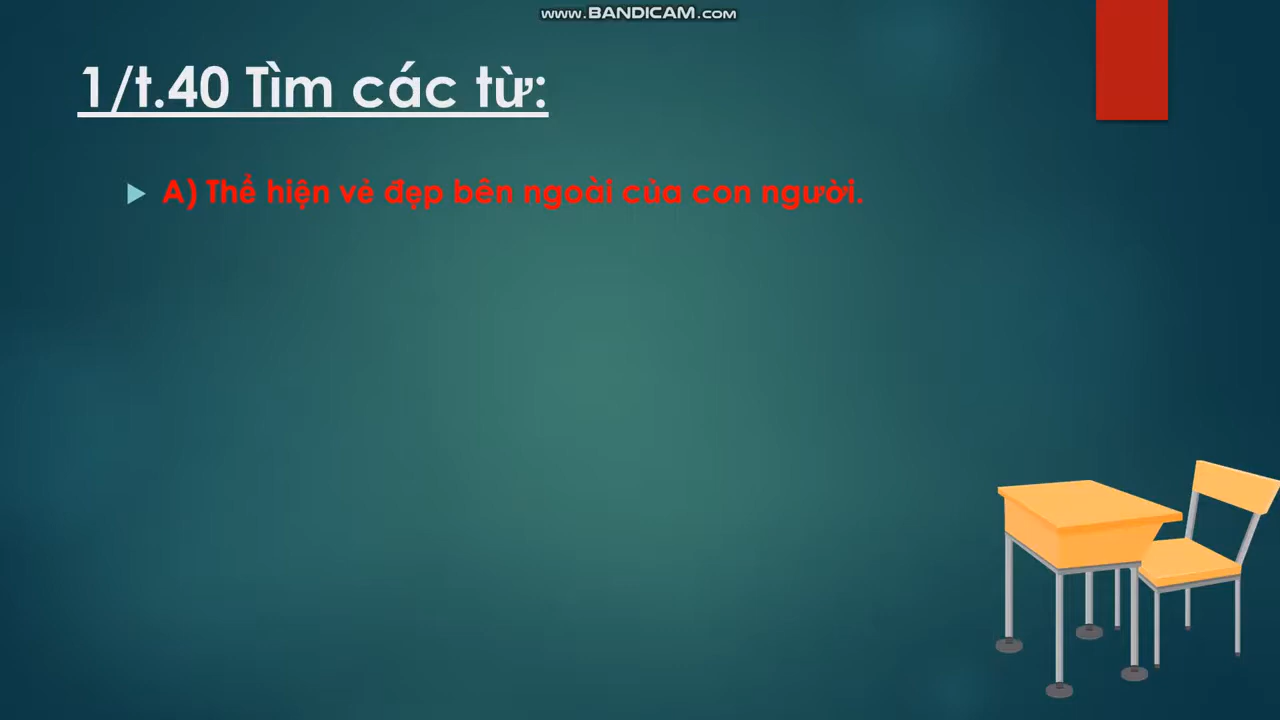 www.BANDICAM.com
1/t.40 Tìm các từ:
A) Thể hiện vẻ đẹp bên ngoài của con người.